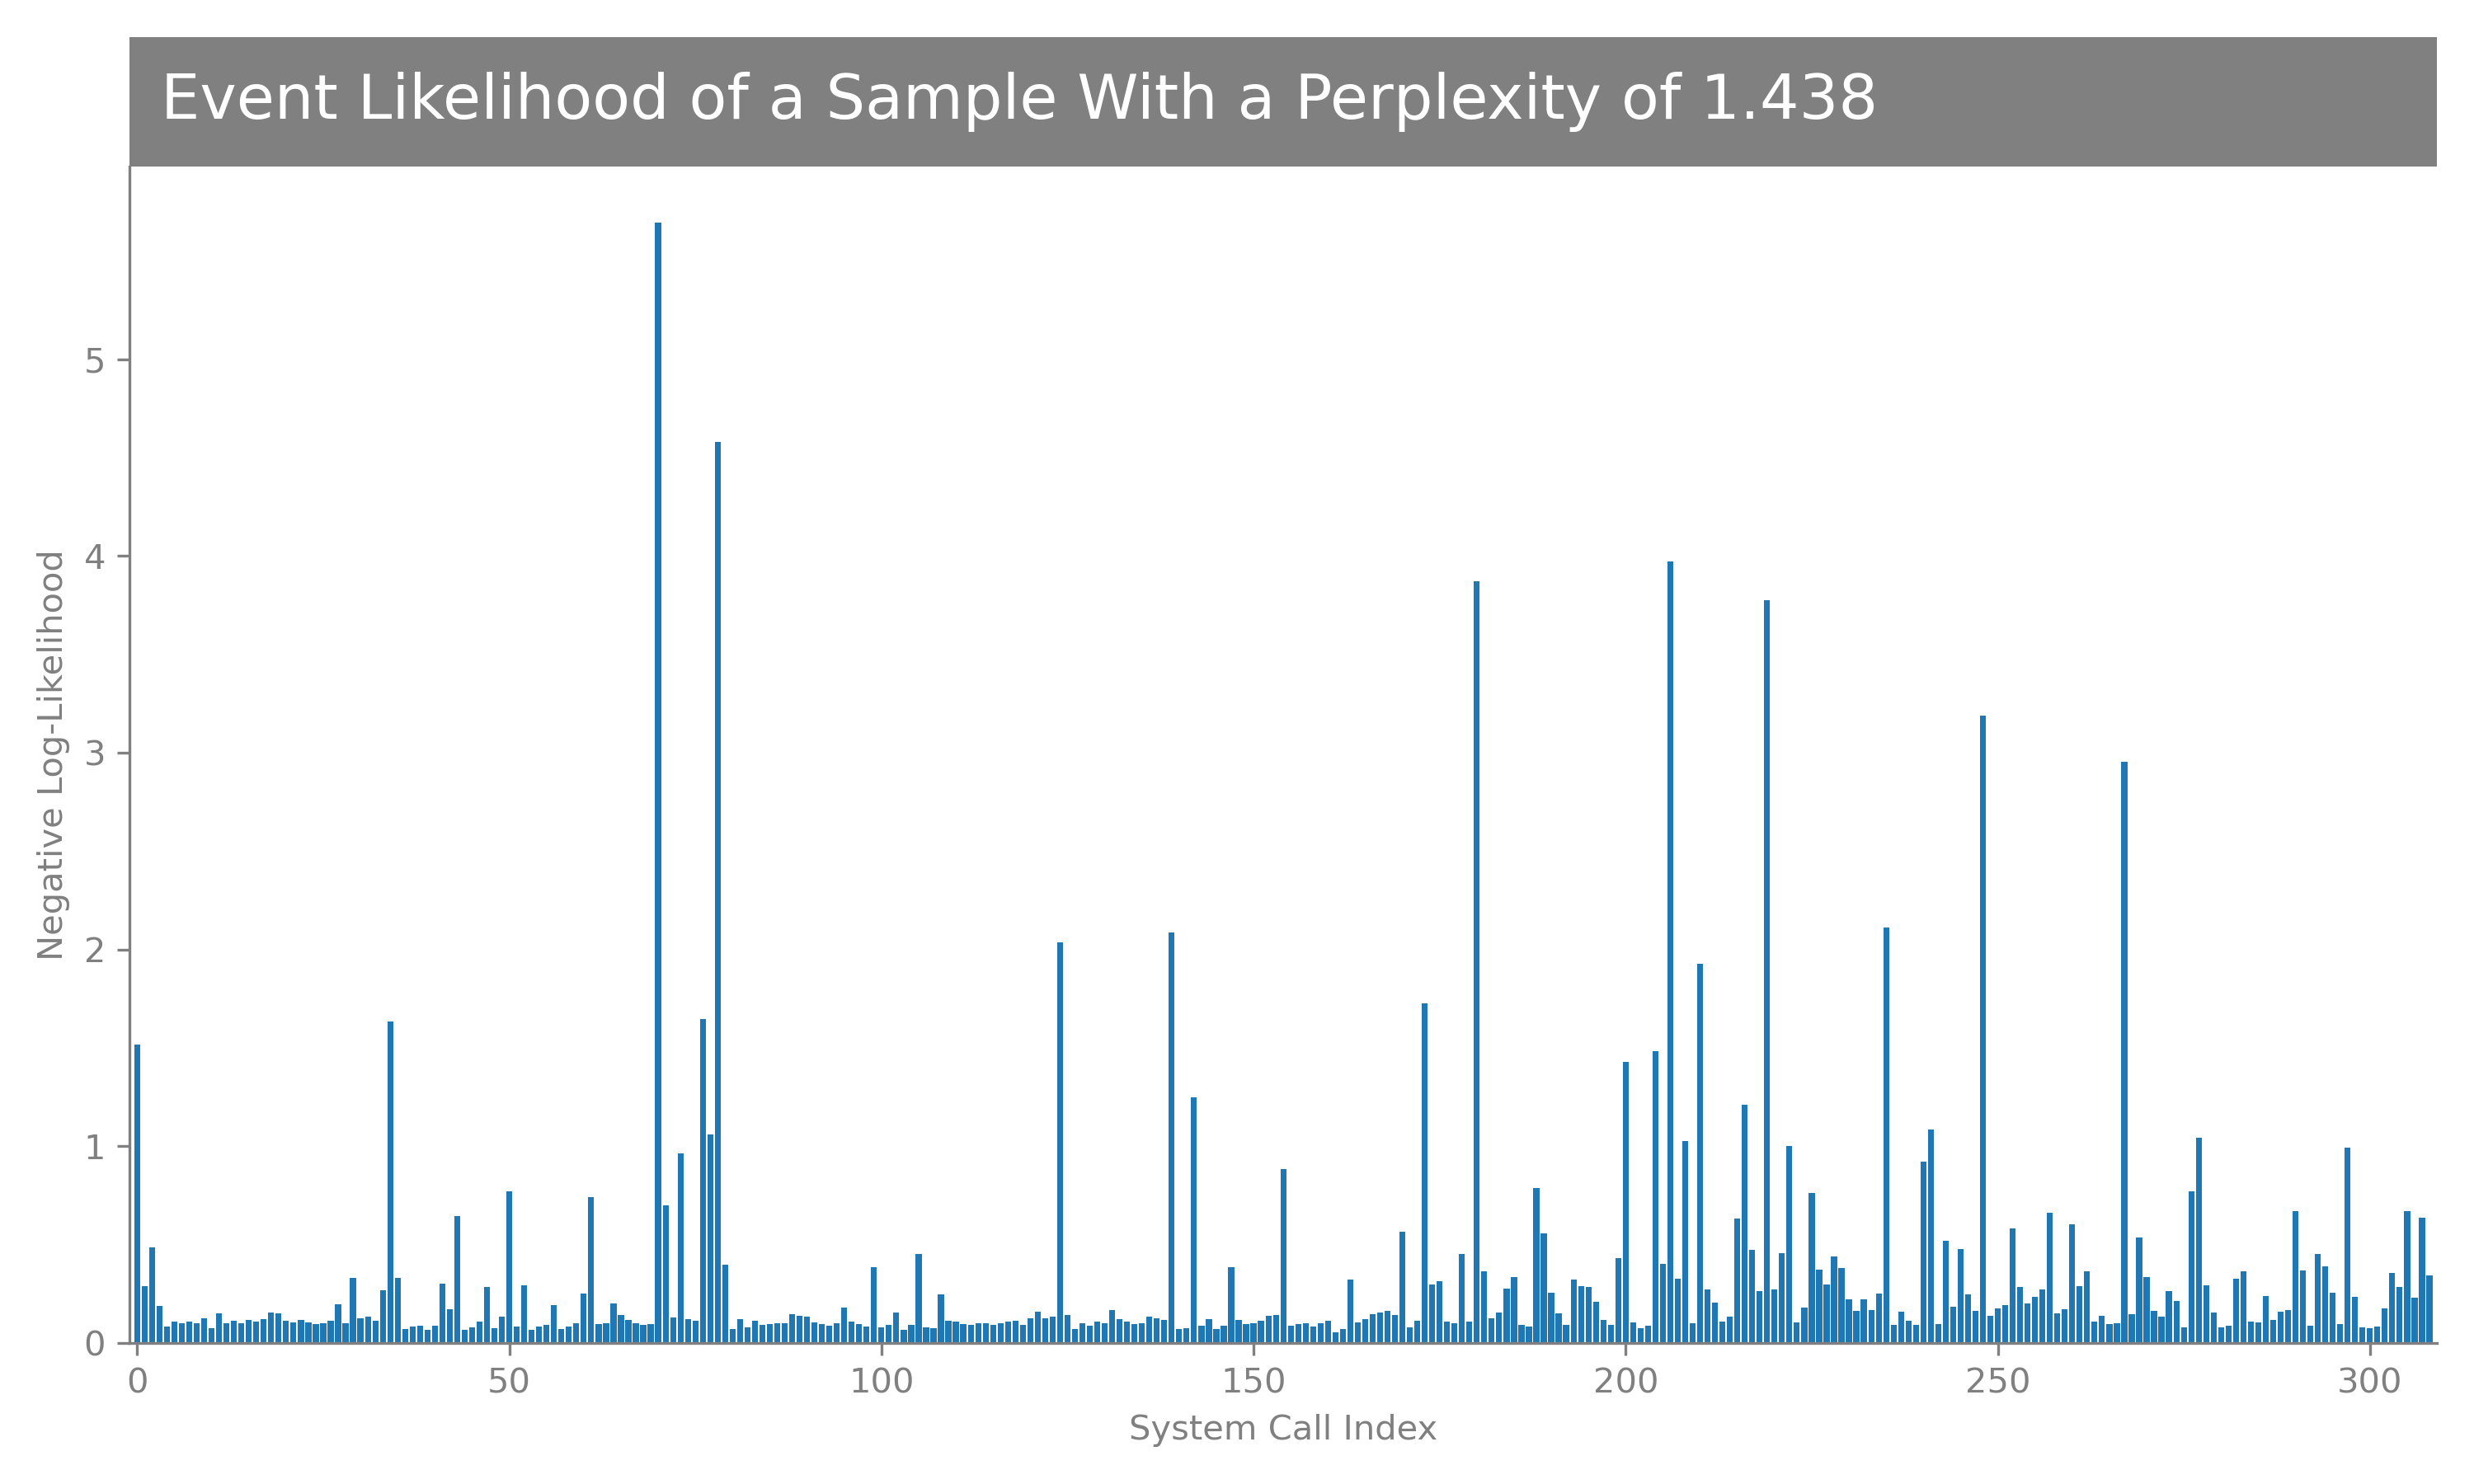 Event Likelihood of a Sample With a Perplexity of 1.438
Negative Log-Likelihood
5
4
3
2
1
0
0 50 100 150 200 250 300
System Call Index